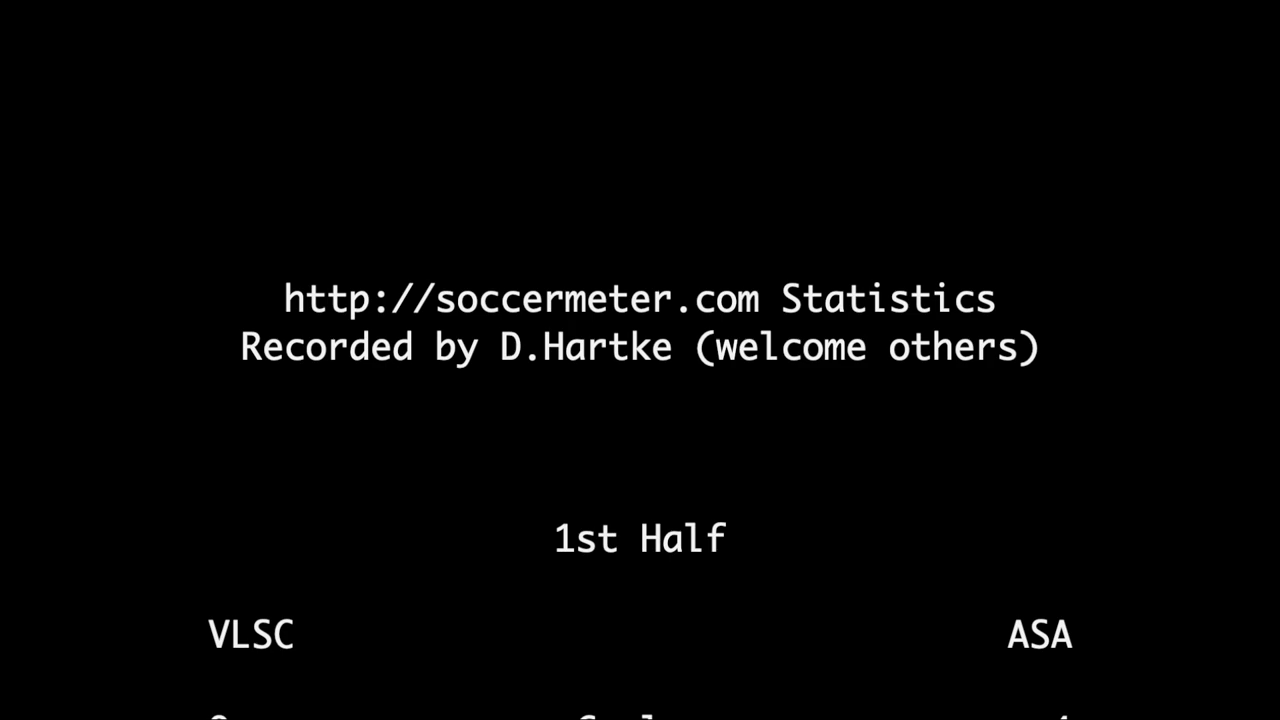 http://soccermeter.com Statistics
Recorded by D.Hartke (welcome others)
1st Half
VLSC ASA